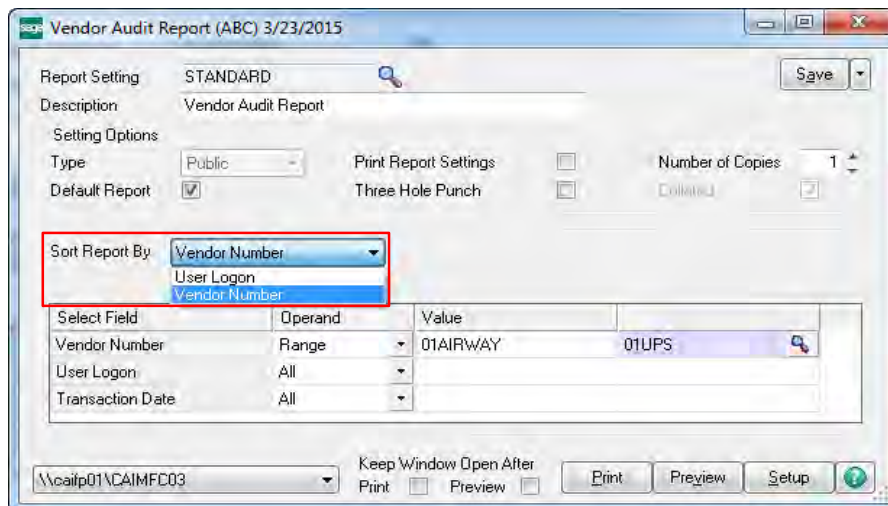 sage Vendor Audit Report (ABC) 3/23/2015
Report Setting STANDARD Save
Description Vendor Audit Report
Setting Options
Type Public Print Report Settings Number of Copies 1
Default Report Three Hole Punch Collated
Sort Report By Vendor Number
User Logon
Vendor Number
Select Field Operand Value
Vendor Number Range 01AIRWAY 01UPS
User Logon All
Transaction Date All
Keep Window Open After
\\caifp01\CAIMFC03 Print Preview Print Preview Setup